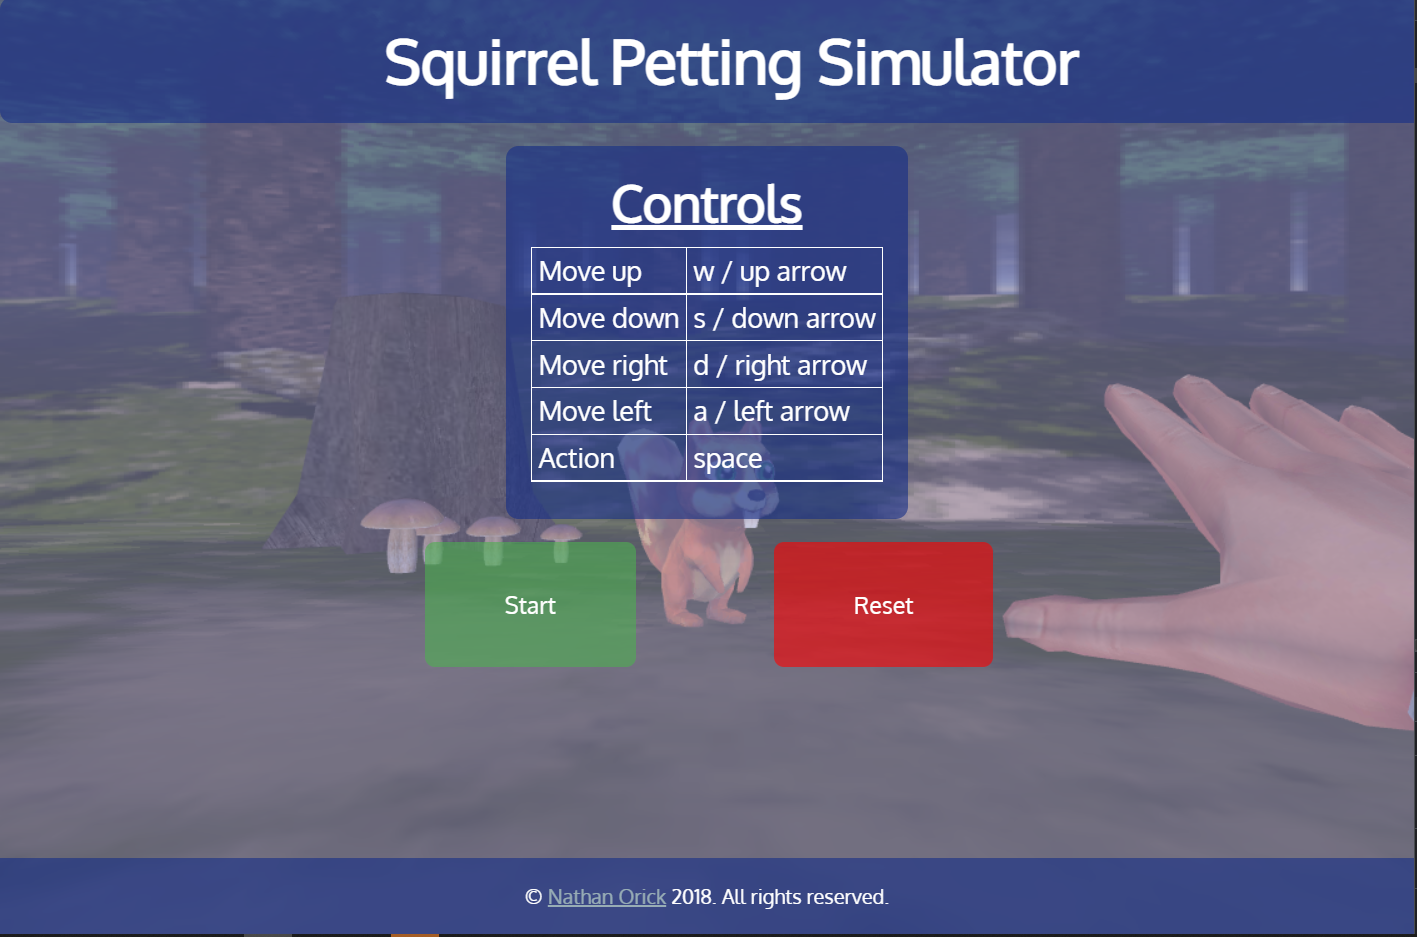 Squirrel Petting Simulator
Controls
Move up w / up arrow
Move down s / down arrow
Move right d / right arrow
Move left a / left arrow
Action space
Start Reset
© Nathan Orick 2018. All rights reserved.